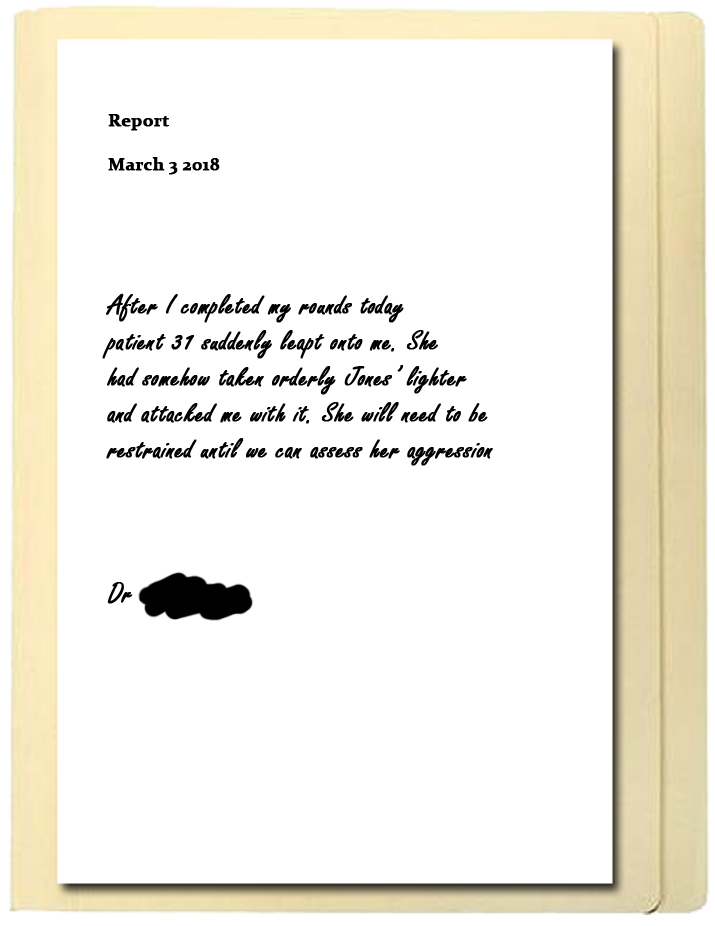 Report
March 3 2018
After I completed my rounds today
patient 31 suddenly leapt onto me. She
had somehow taken orderly Jones' lighter
and attacked me with it. She will need to be
restrained until we can assess her aggression
Dr